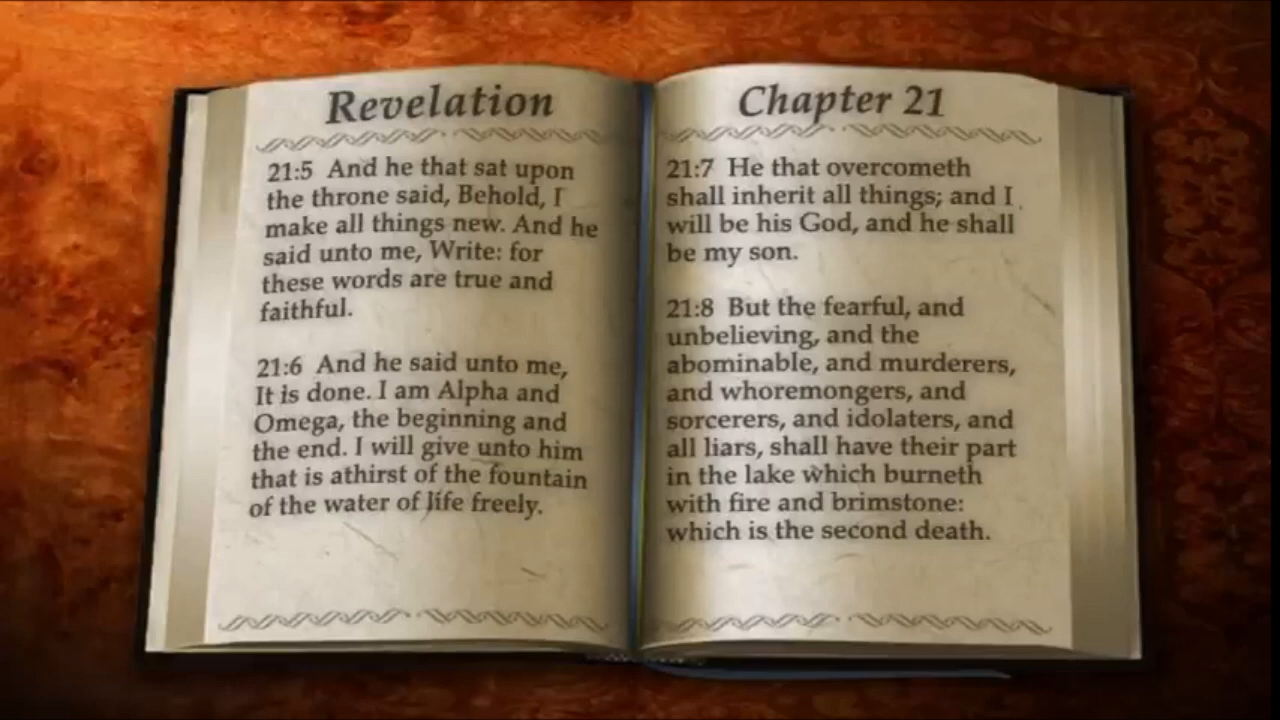 Revelation
21:5 And he that sat upon
the throne said, Behold, I
make all things new. And he
said unto me, Write: for
these words are true and
faithful.
21:6 And he said unto me,
It is done. I am Alpha and
Omega, the beginning and
the end. I will give unto him
that is athirst of the fountain
of the water of life freely.
Chapter 21
21:7 He that overcometh
shall inherit all things; and I
will be his God, and he shall
be my son.
21:8 But the fearful, and
unbelieving, and the
abominable, and murderers,
and whoremongers, and
sorcerers, and idolaters, and
all liars, shall have their part
in the lake which burneth
with fire and brimstone:
which is the second death.